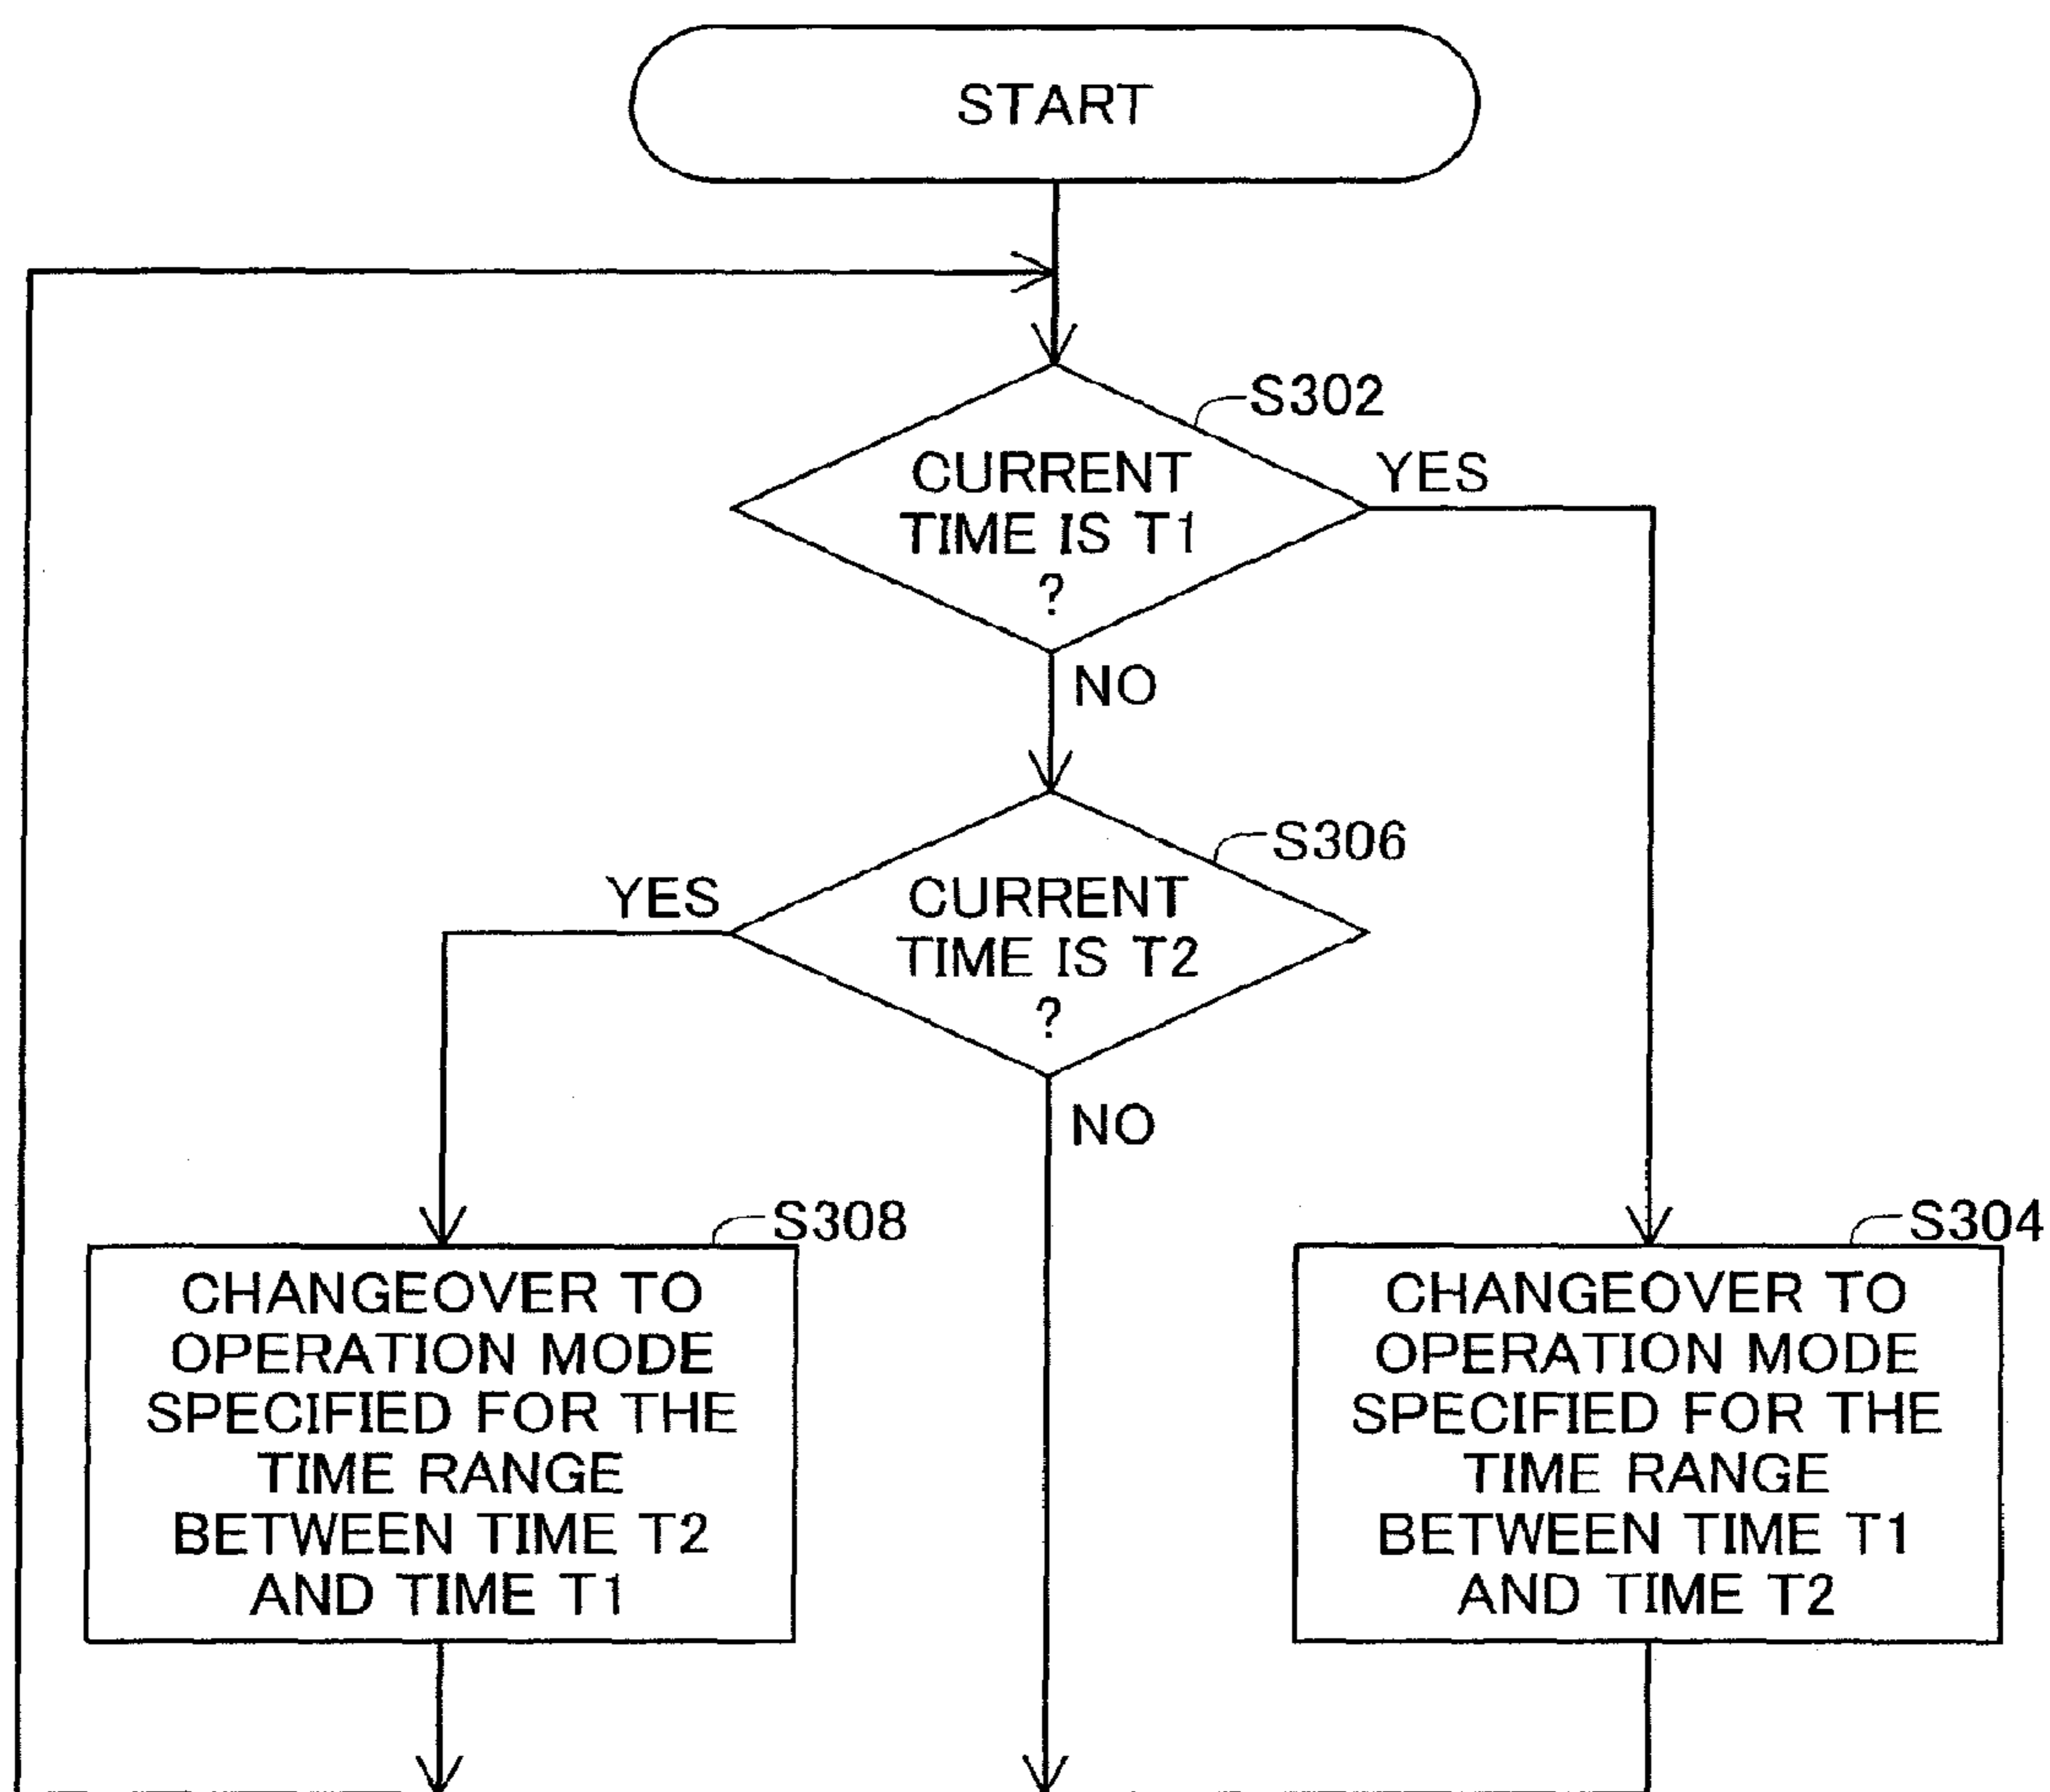 START
S302
CURRENT
TIME IS T1
?
YES
NO
S306
CURRENT
TIME IS T2
?
YES
NO
S308
CHANGEOVER TO
OPERATION MODE
SPECIFIED FOR THE
TIME RANGE
BETWEEN TIME T2
AND TIME T1
S304
CHANGEOVER TO
OPERATION MODE
SPECIFIED FOR THE
TIME RANGE
BETWEEN TIME T1
AND TIME T2